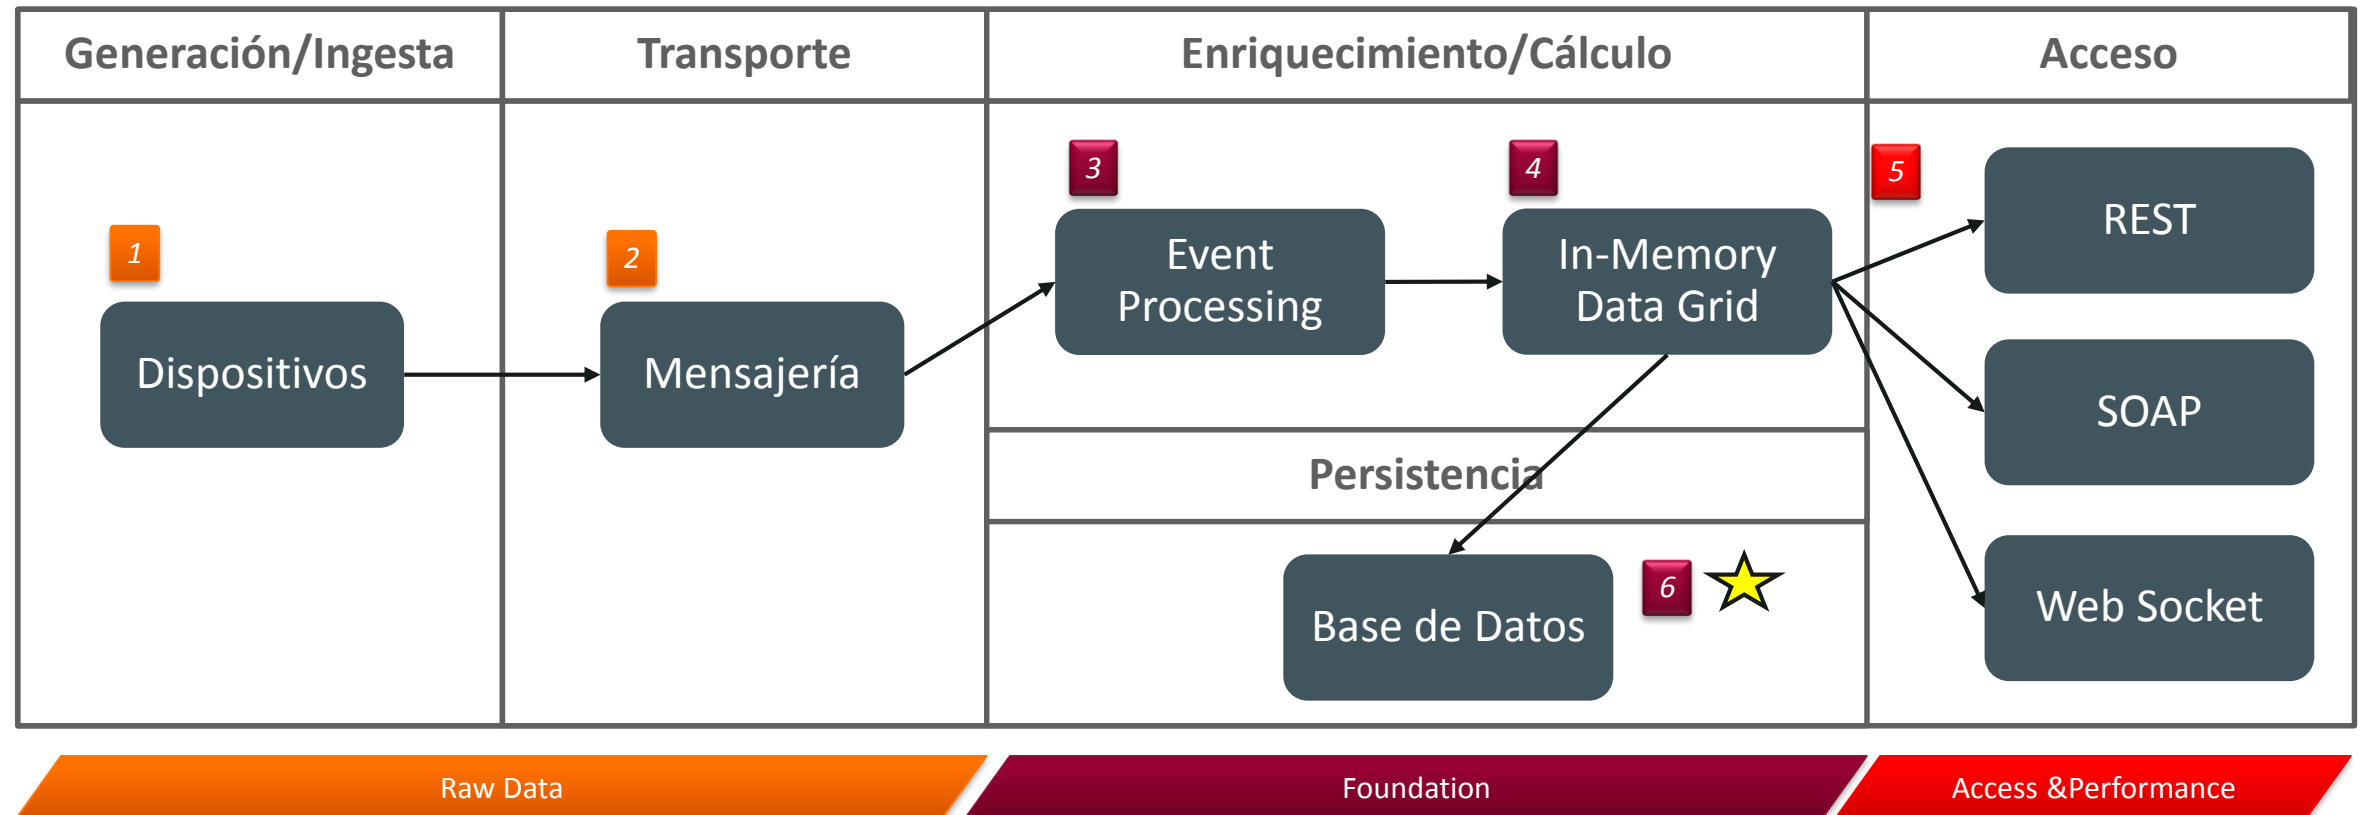 Generación/Ingesta
Transporte
Enriquecimiento/Cálculo
Acceso
1
Dispositivos
2
Mensajería
3
Event
Processing
4
In-Memory
Data Grid
5
REST
SOAP
Web Socket
Persistencia
Base de Datos
6
Raw Data
Foundation
Access &Performance